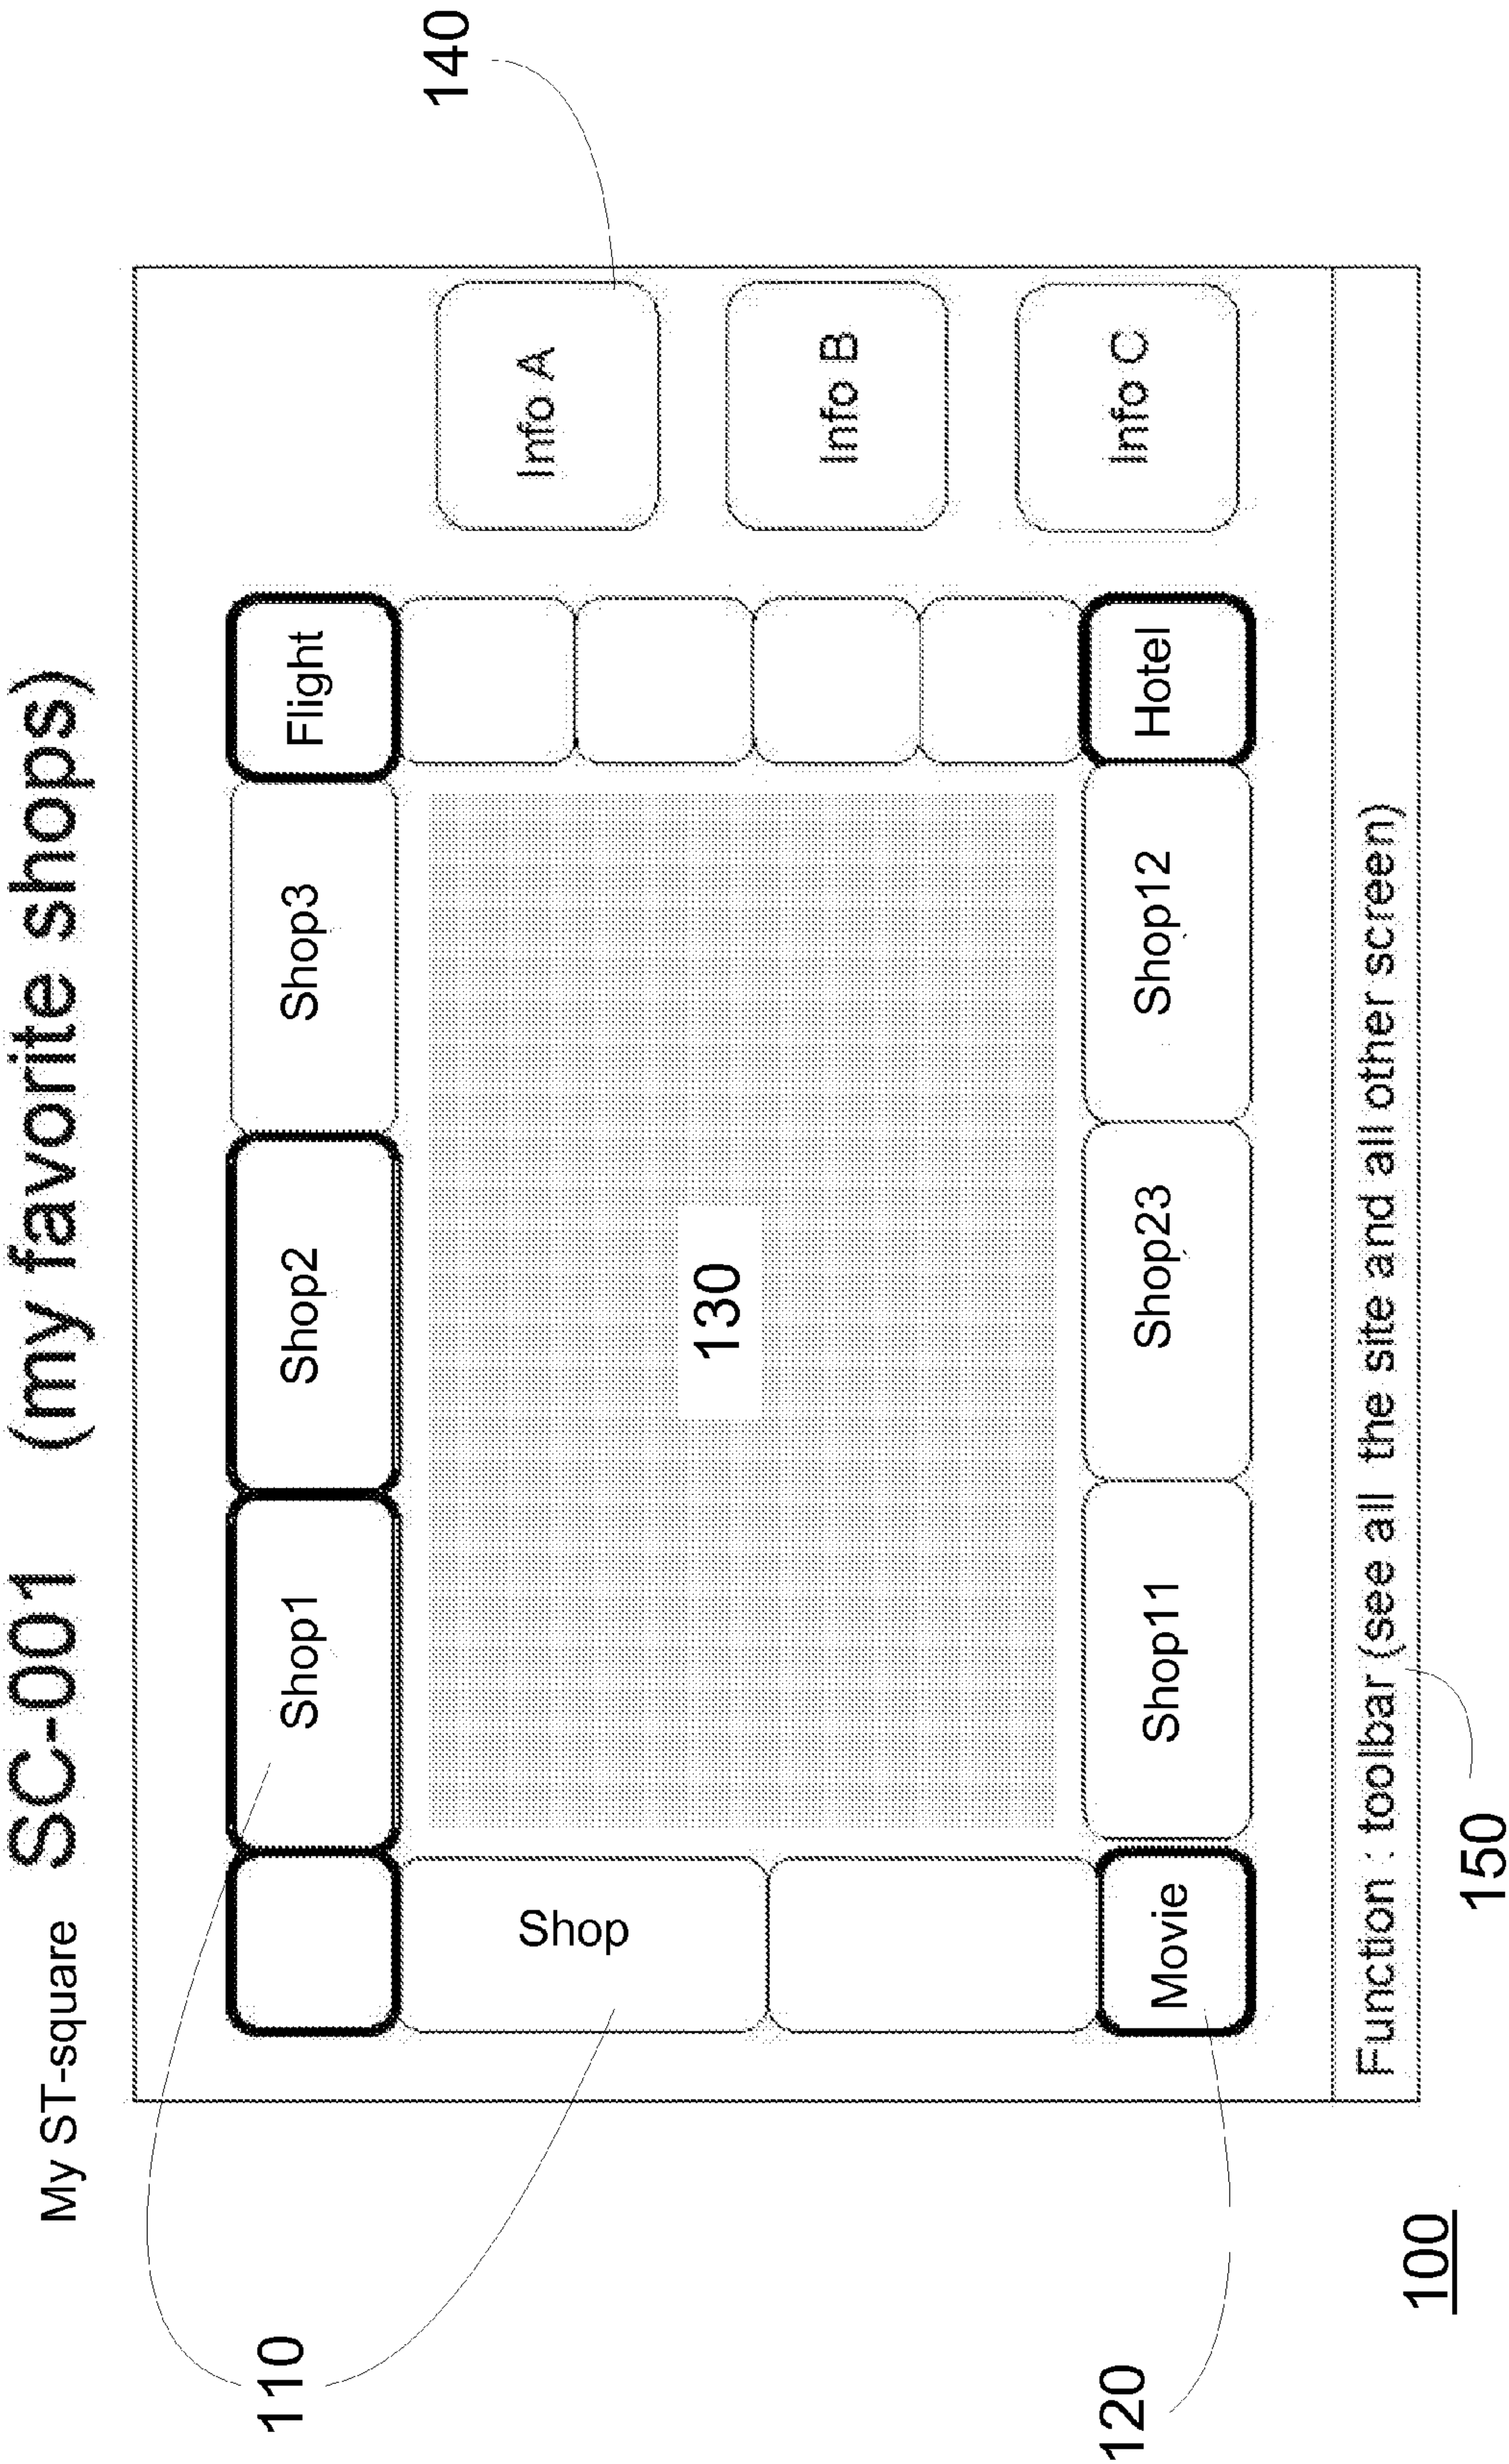 My ST-square SC-001 (my favorite shops)
140
110
Shop1
Shop2
Shop3
Flight
Info A
Shop
130
Info B
Movie
Shop11
Shop23
Shop12
Hotel
Info C
120
Function : toolbar (see all the site and all other screen)
150
100